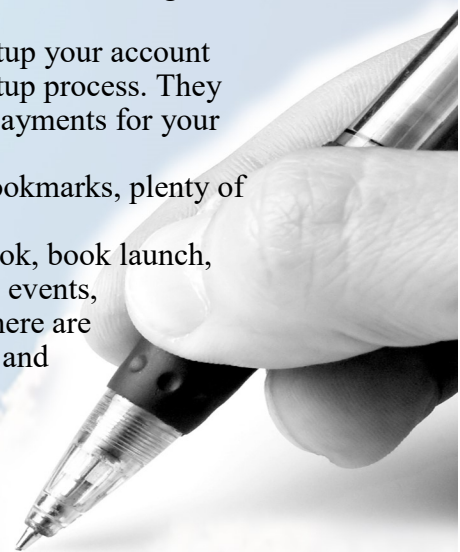 tup your account
tup process. They
ayments for your
ookmarks, plenty of
ok, book launch,
events,
here are
and